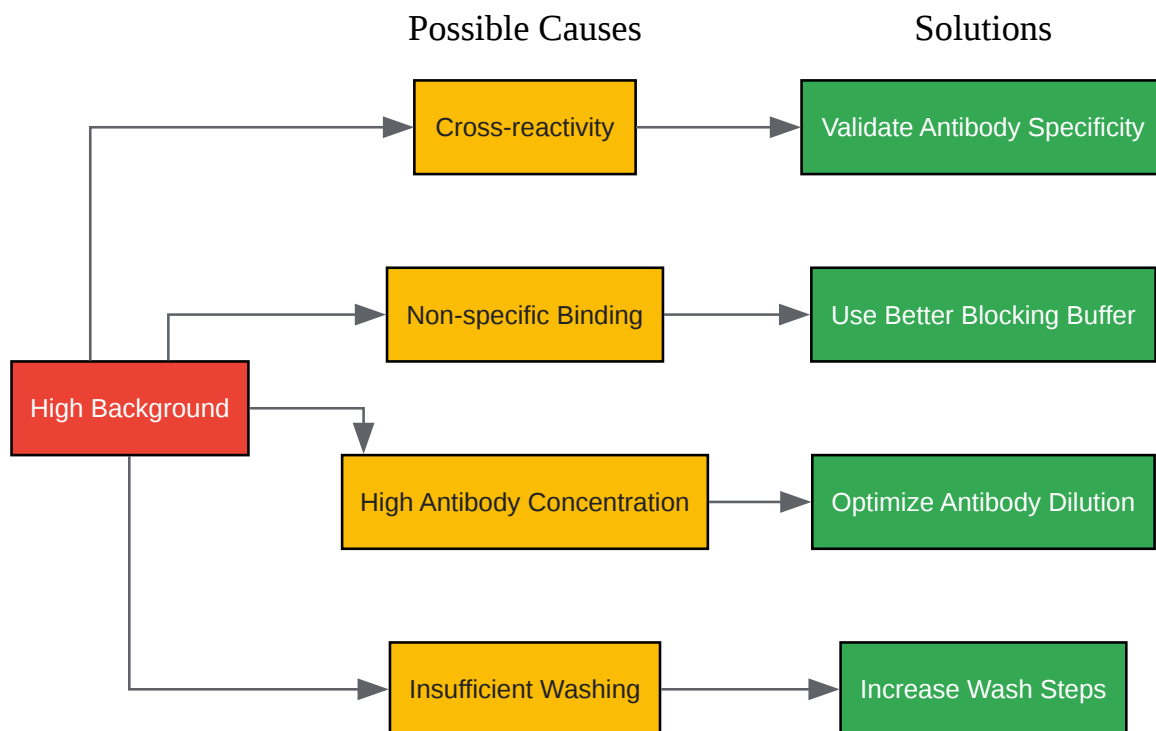 Possible Causes
Solutions
Cross-reactivity
Validate Antibody Specificity
Non-specific Binding
Use Better Blocking Buffer
High Background
High Antibody Concentration
Optimize Antibody Dilution
Insufficient Washing
Increase Wash Steps